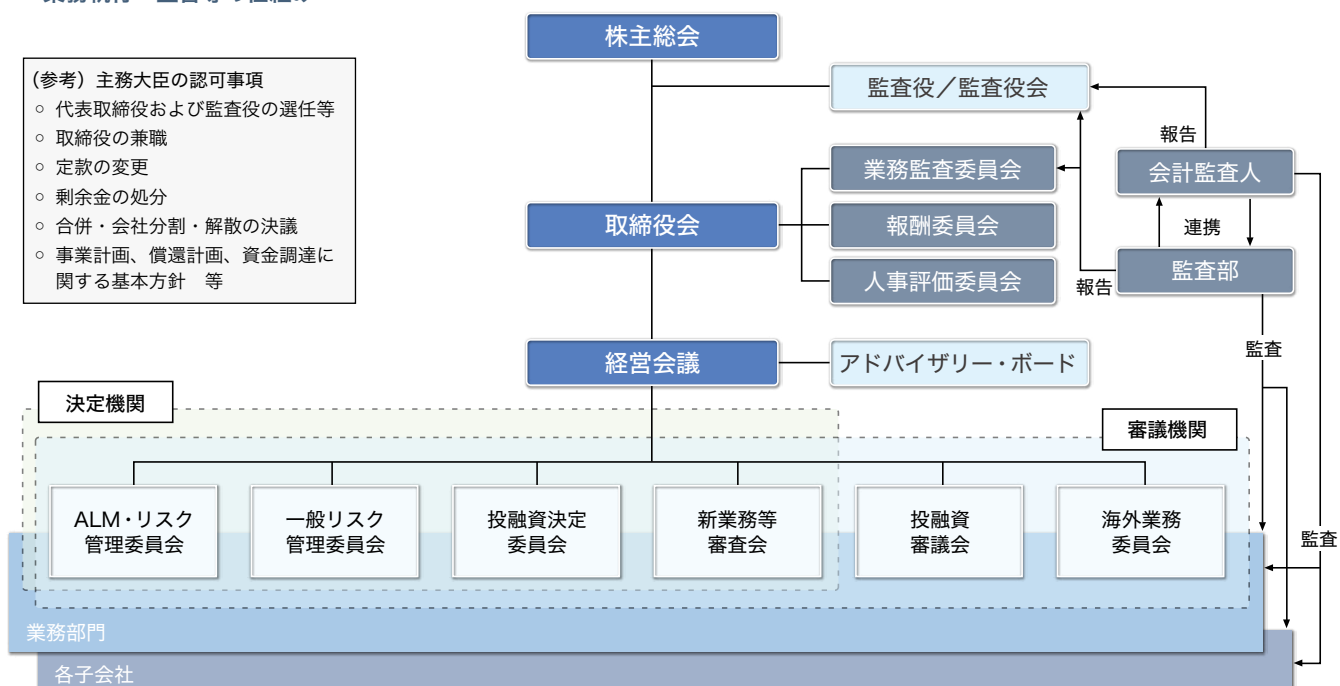 株主総会
(参考) 主務大臣の認可事項
○ 代表取締役および監査役の選任等
○ 取締役の兼職
○ 定款の変更
○ 剰余金の処分
○ 合併・会社分割・解散の決議
○ 事業計画、償還計画、資金調達に
関する基本方針　等
監査役／監査役会
報告
業務監査委員会
会計監査人
取締役会
報酬委員会
連携
人事評価委員会
監査部
報告
監査
経営会議
アドバイザリー・ボード
決定機関
審議機関
ALM・リスク
管理委員会
一般リスク
管理委員会
投融資決定
委員会
新業務等
審査会
投融資
審議会
海外業務
委員会
監査
業務部門
各子会社